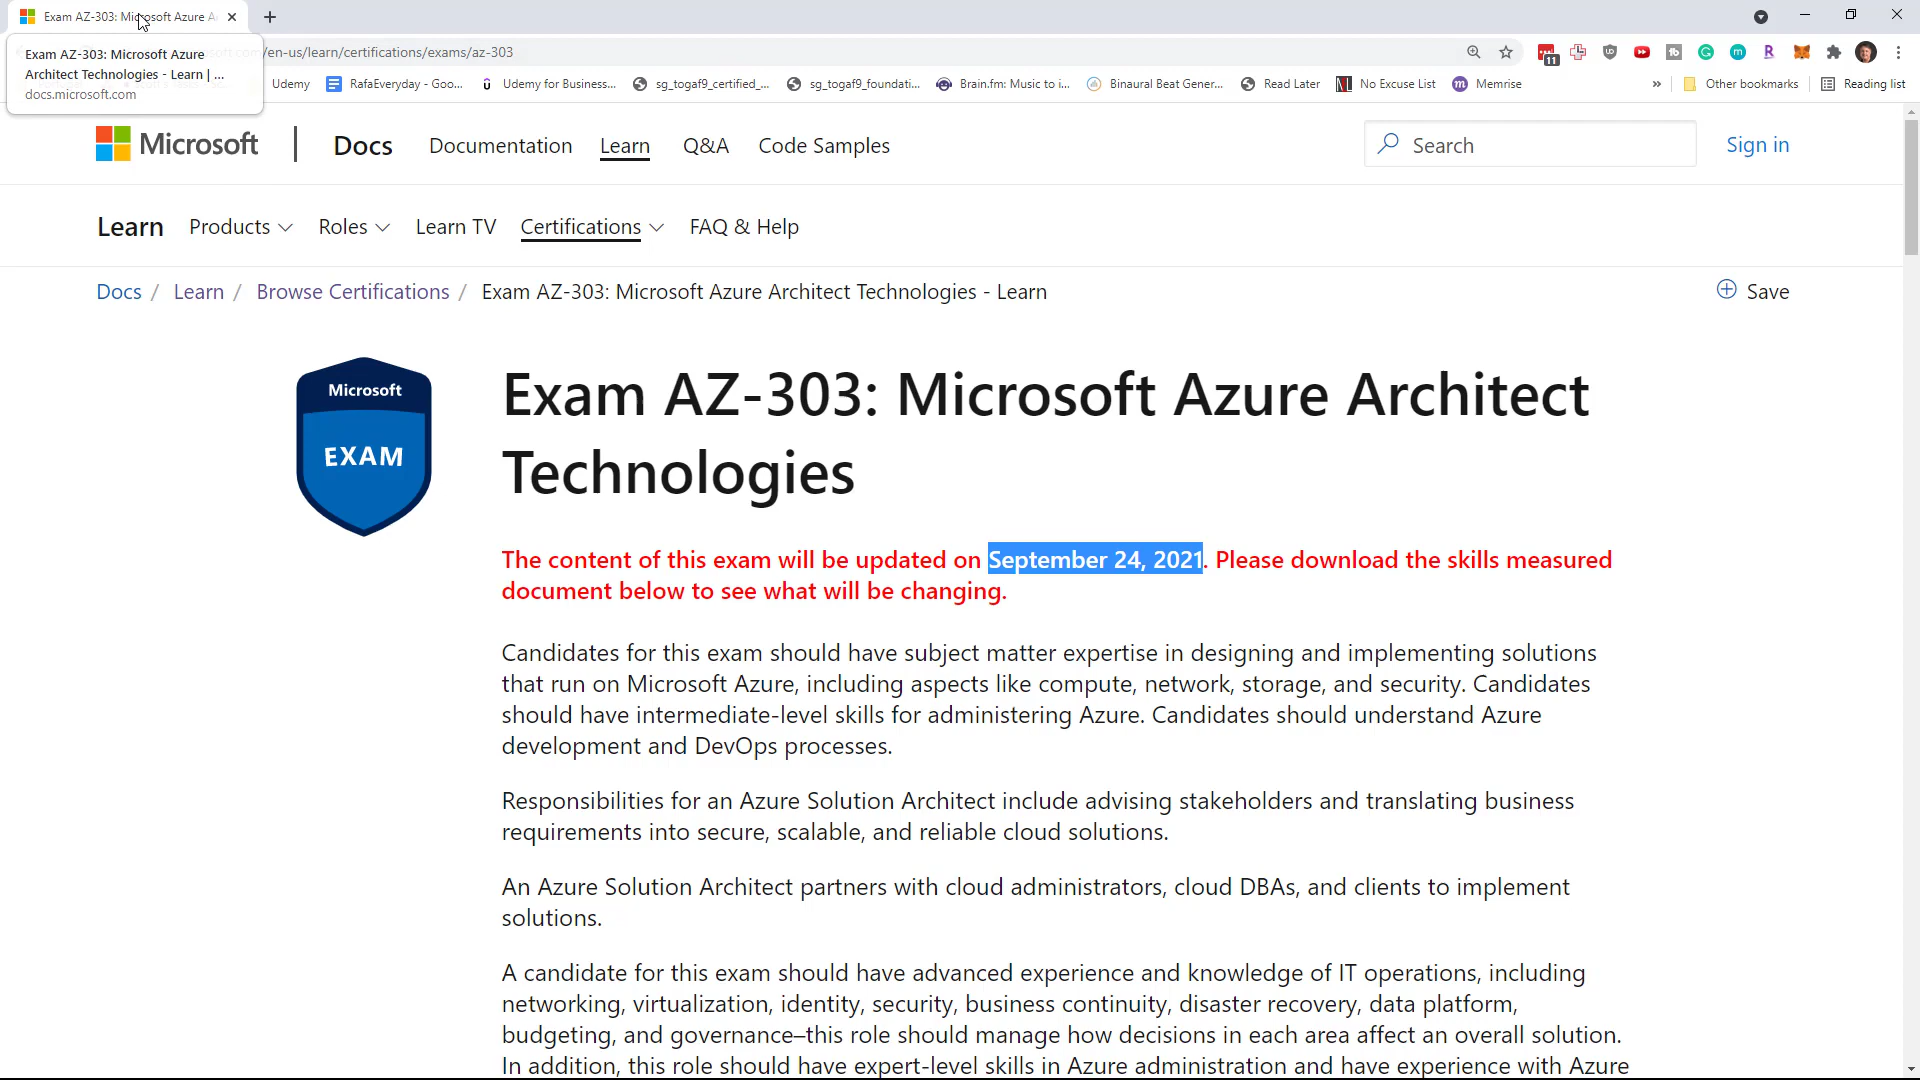 Exam AZ-303: Microsoft Azure A
Exam AZ-303: Microsoft Azure
Architect Technologies - Learn | ...
docs.microsoft.com
/en-us/learn/certifications/exams/az-303
11
Udemy
RafaEveryday - Goo...
Udemy for Business...
sg_togaf9_certified_...
sg_togaf9_foundati...
Brain.fm: Music to i...
Binaural Beat Gener...
Read Later
No Excuse List
Memrise
»
Other bookmarks
Reading list
Microsoft
Docs
Documentation
Learn
Q&A
Code Samples
Search
Sign in
Learn
Products
Roles
Learn TV
Certifications
FAQ & Help
Docs / Learn / Browse Certifications / Exam AZ-303: Microsoft Azure Architect Technologies - Learn
Save
Microsoft
EXAM
Exam AZ-303: Microsoft Azure Architect
Technologies
The content of this exam will be updated on September 24, 2021. Please download the skills measured
document below to see what will be changing.
Candidates for this exam should have subject matter expertise in designing and implementing solutions
that run on Microsoft Azure, including aspects like compute, network, storage, and security. Candidates
should have intermediate-level skills for administering Azure. Candidates should understand Azure
development and DevOps processes.
Responsibilities for an Azure Solution Architect include advising stakeholders and translating business
requirements into secure, scalable, and reliable cloud solutions.
An Azure Solution Architect partners with cloud administrators, cloud DBAs, and clients to implement
solutions.
A candidate for this exam should have advanced experience and knowledge of IT operations, including
networking, virtualization, identity, security, business continuity, disaster recovery, data platform,
budgeting, and governance–this role should manage how decisions in each area affect an overall solution.
In addition, this role should have expert-level skills in Azure administration and have experience with Azure